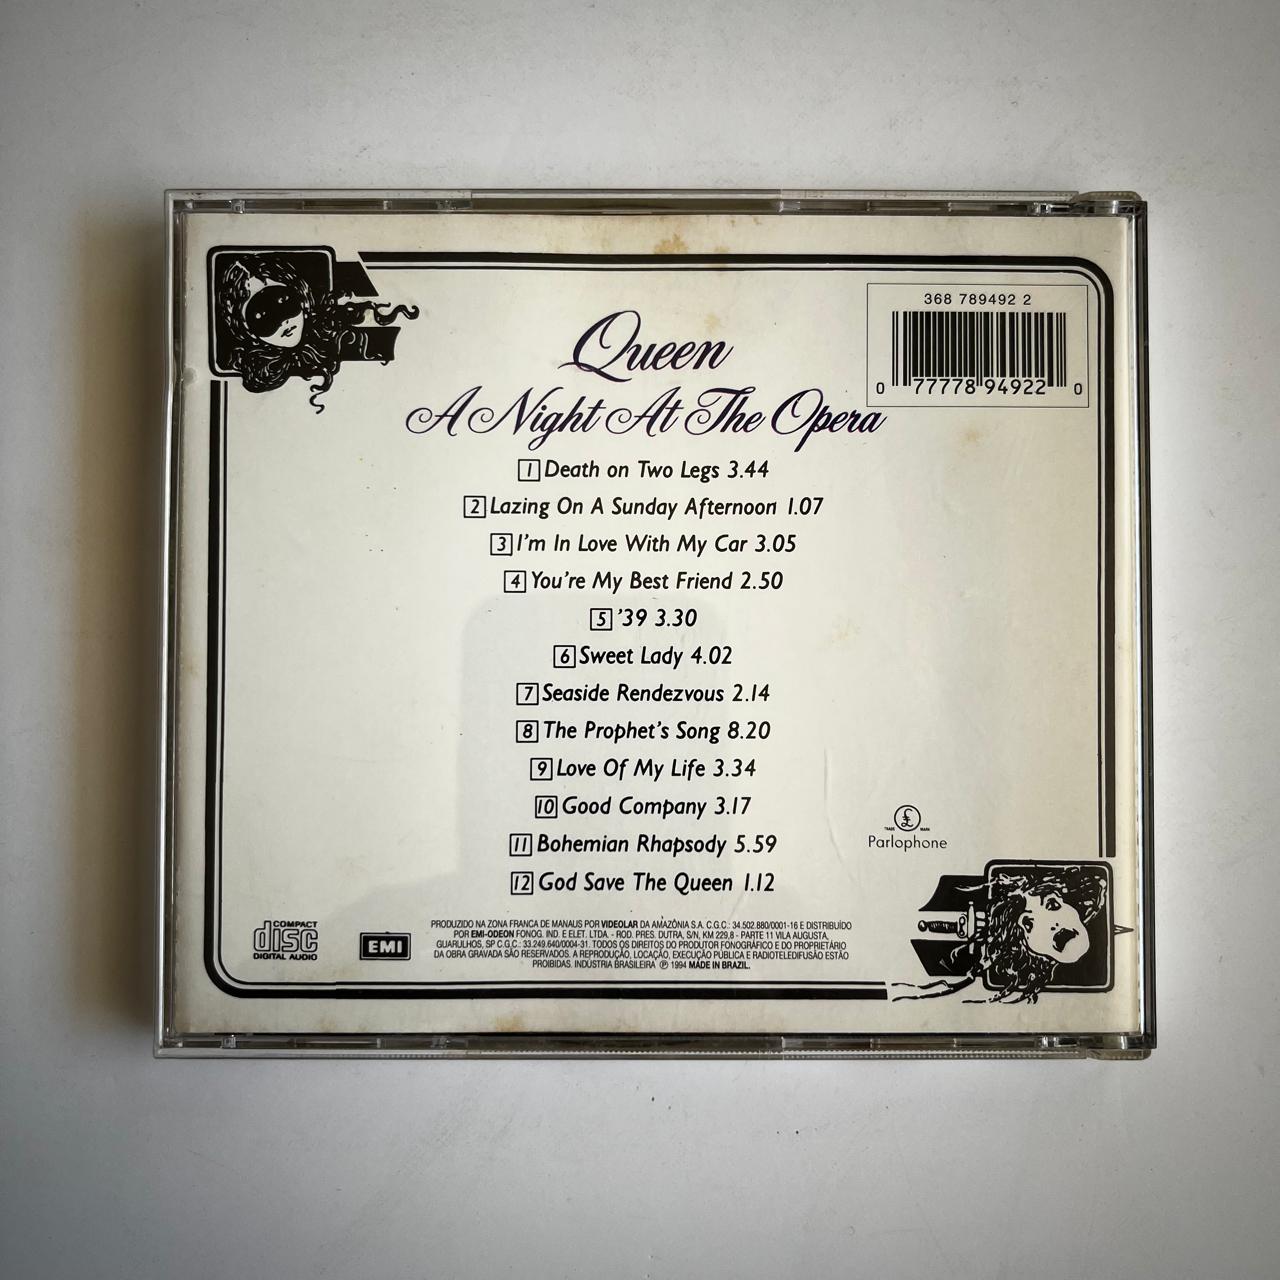 368 789492 2
0 77778 94922 0
Queen
A Night At The Opera
1 Death on Two Legs 3.44
2 Lazing On A Sunday Afternoon 1.07
3 I'm In Love With My Car 3.05
4 You're My Best Friend 2.50
5 '39 3.30
6 Sweet Lady 4.02
7 Seaside Rendezvous 2.14
8 The Prophet's Song 8.20
9 Love Of My Life 3.34
10 Good Company 3.17
11 Bohemian Rhapsody 5.59
12 God Save The Queen 1.12
£
TRADE MARK
Parlophone
COMPACT
disc
DIGITAL AUDIO
EMI
PRODUZIDO NA ZONA FRANCA DE MANAUS POR VIDEOLAR DA AMAZÔNIA S.A. C.G.C.: 34.502.880/0001-16 E DISTRIBUÍDO
POR EMI-ODEON FONOG. IND. E ELET. LTDA. - ROD. PRES. DUTRA, S/N, KM 229,8 - PARTE 11 VILA AUGUSTA,
GUARULHOS, SP C.G.C.: 33.249.640/0004-31. TODOS OS DIREITOS DO PRODUTOR FONOGRÁFICO E DO PROPRIETÁRIO
DA OBRA GRAVADA SÃO RESERVADOS. A REPRODUÇÃO, LOCAÇÃO, EXECUÇÃO PÚBLICA E RADIOTELEDIFUSÃO ESTÃO
PROIBIDAS. INDÚSTRIA BRASILEIRA ℗ 1994 MADE IN BRAZIL.